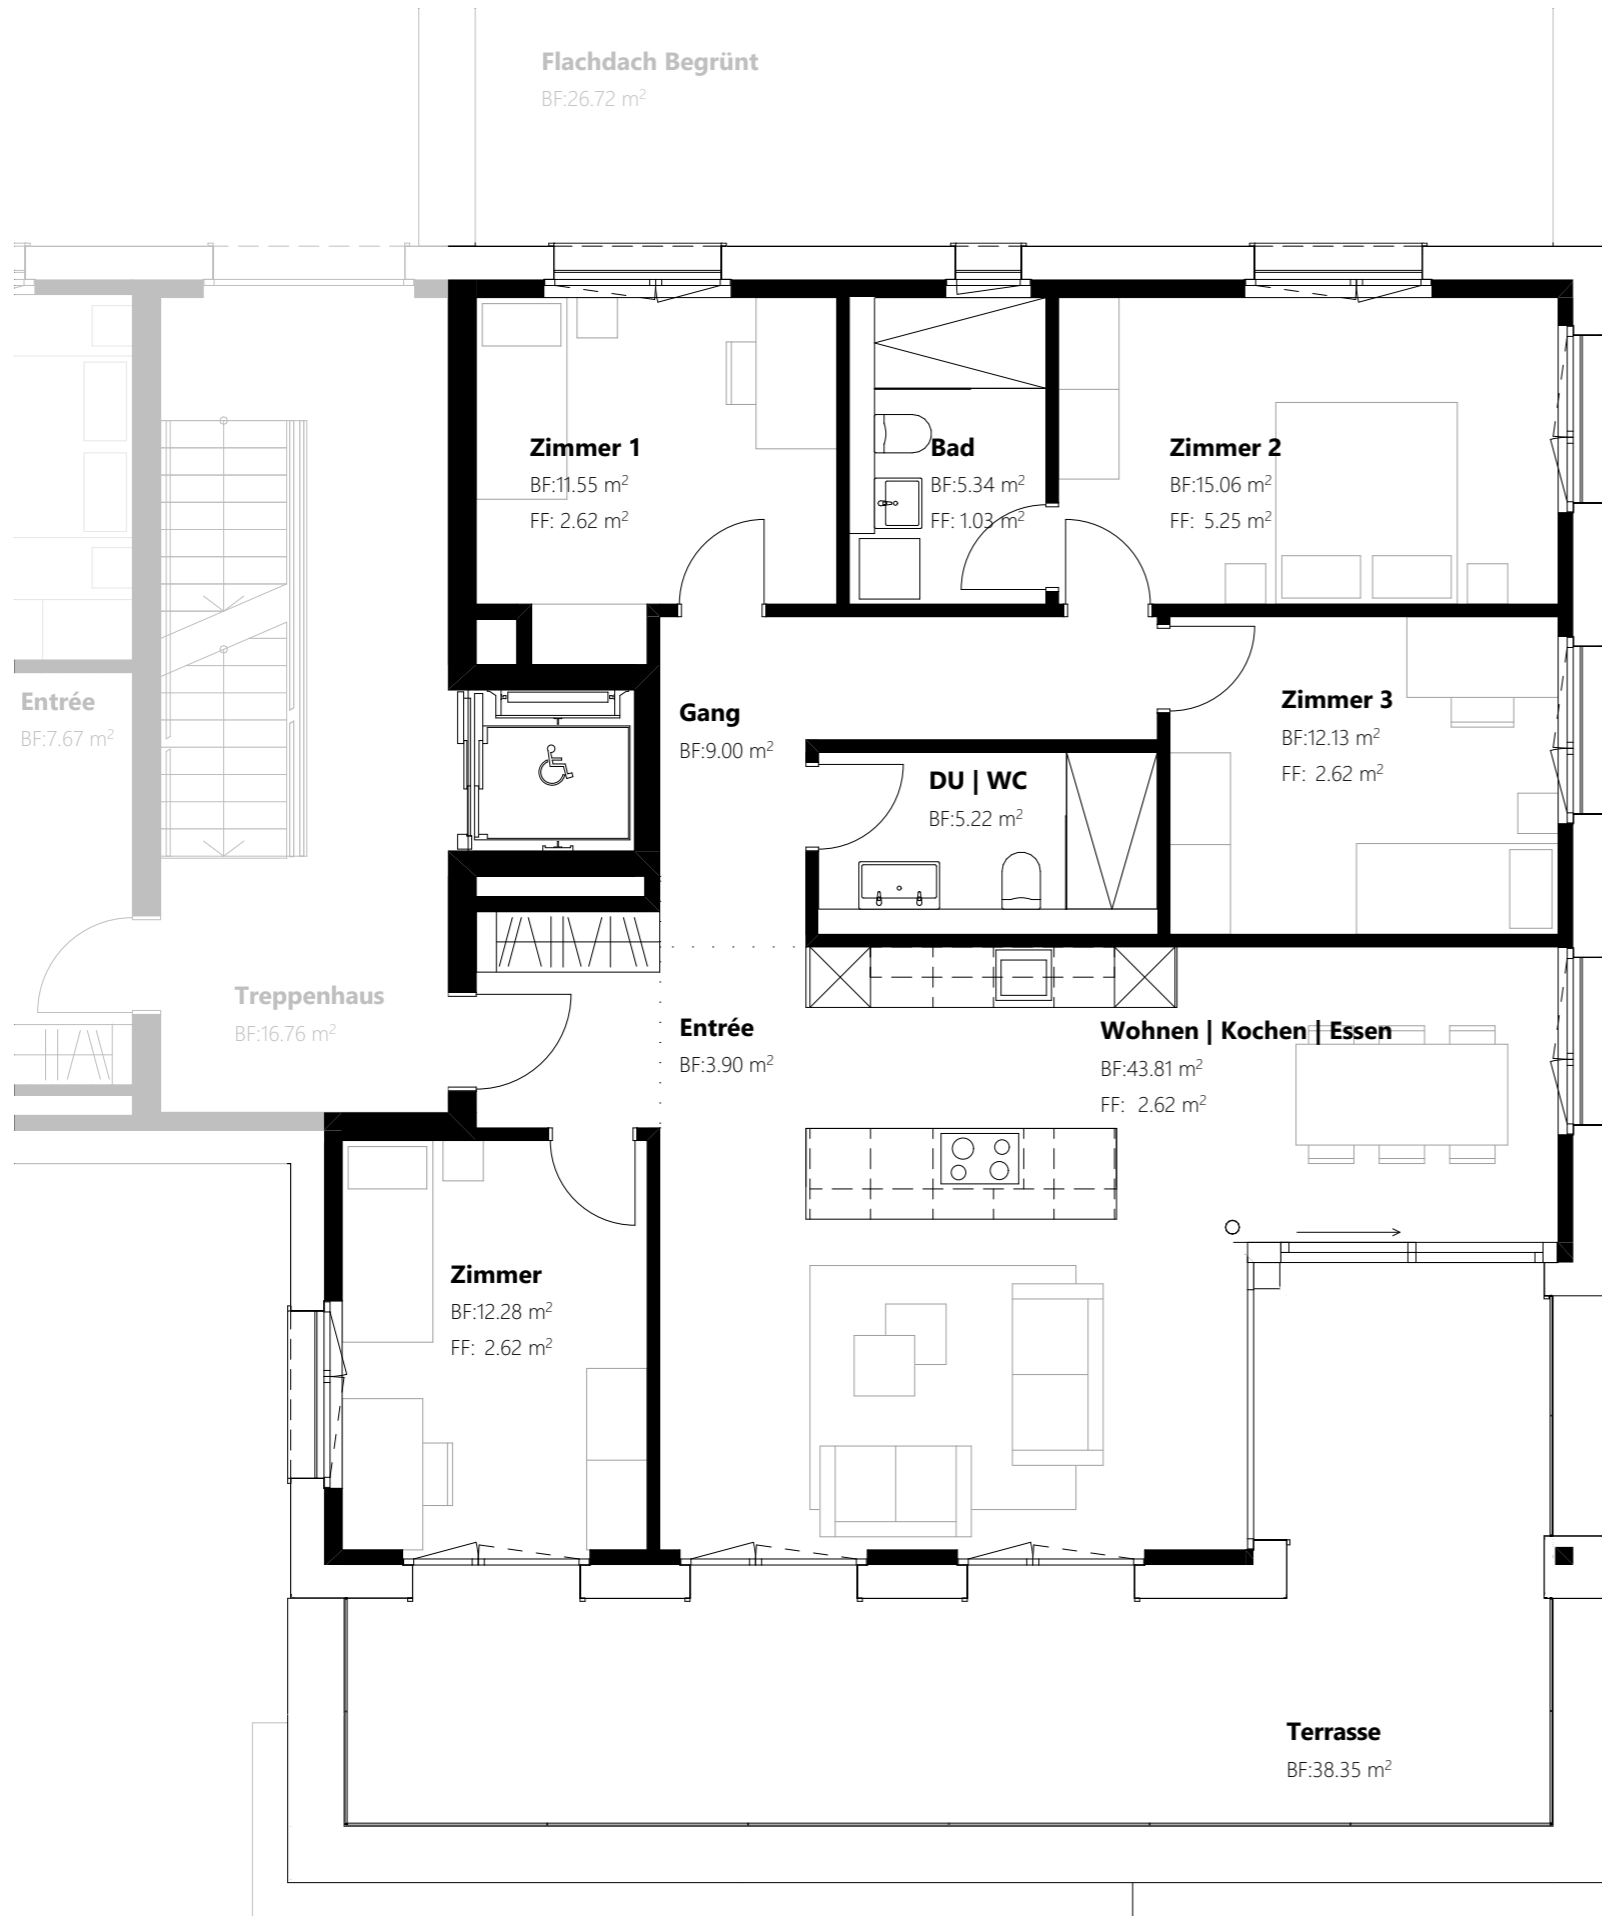 Flachdach Begrünt
BF:26.72 m²
Zimmer 1
BF:11.55 m²
FF: 2.62 m²
Bad
BF:5.34 m²
FF: 1.03 m²
Zimmer 2
BF:15.06 m²
FF: 5.25 m²
Entrée
BF:7.67 m²
Gang
BF:9.00 m²
Zimmer 3
BF:12.13 m²
FF: 2.62 m²
DU | WC
BF:5.22 m²
Treppenhaus
BF:16.76 m²
Entrée
BF:3.90 m²
Wohnen | Kochen | Essen
BF:43.81 m²
FF: 2.62 m²
Zimmer
BF:12.28 m²
FF: 2.62 m²
Terrasse
BF:38.35 m²